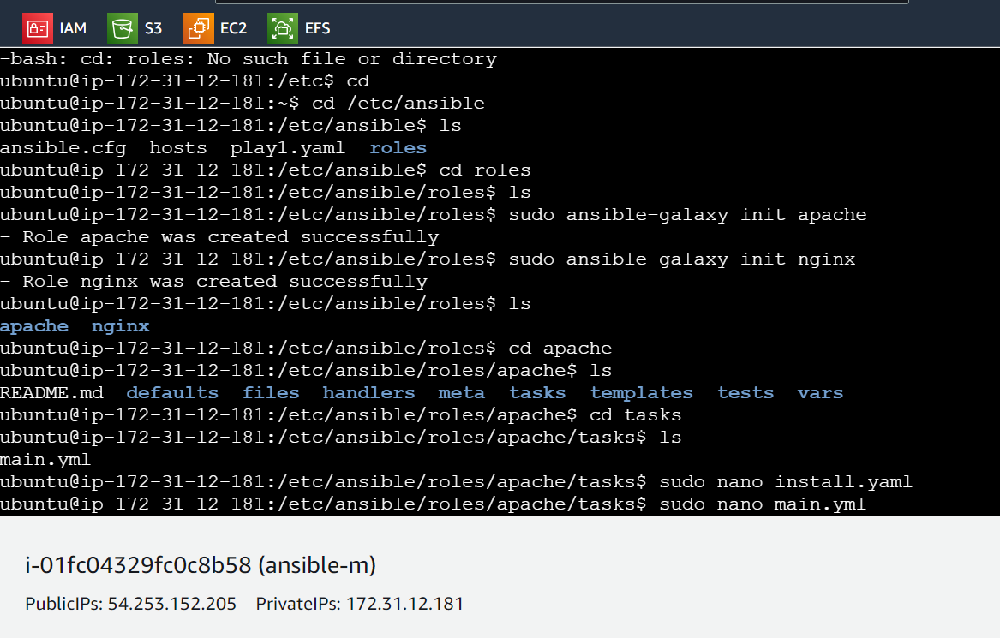 IAM S3 EC2 EFS
-bash: cd: roles: No such file or directory
ubuntu@ip-172-31-12-181:/etc$ cd
ubuntu@ip-172-31-12-181:~$ cd /etc/ansible
ubuntu@ip-172-31-12-181:/etc/ansible$ ls
ansible.cfg  hosts  play1.yaml  roles
ubuntu@ip-172-31-12-181:/etc/ansible$ cd roles
ubuntu@ip-172-31-12-181:/etc/ansible/roles$ ls
ubuntu@ip-172-31-12-181:/etc/ansible/roles$ sudo ansible-galaxy init apache
- Role apache was created successfully
ubuntu@ip-172-31-12-181:/etc/ansible/roles$ sudo ansible-galaxy init nginx
- Role nginx was created successfully
ubuntu@ip-172-31-12-181:/etc/ansible/roles$ ls
apache  nginx
ubuntu@ip-172-31-12-181:/etc/ansible/roles$ cd apache
ubuntu@ip-172-31-12-181:/etc/ansible/roles/apache$ ls
README.md  defaults  files  handlers  meta  tasks  templates  tests  vars
ubuntu@ip-172-31-12-181:/etc/ansible/roles/apache$ cd tasks
ubuntu@ip-172-31-12-181:/etc/ansible/roles/apache/tasks$ ls
main.yml
ubuntu@ip-172-31-12-181:/etc/ansible/roles/apache/tasks$ sudo nano install.yaml
ubuntu@ip-172-31-12-181:/etc/ansible/roles/apache/tasks$ sudo nano main.yml
i-01fc04329fc0c8b58 (ansible-m)
PublicIPs: 54.253.152.205 PrivateIPs: 172.31.12.181